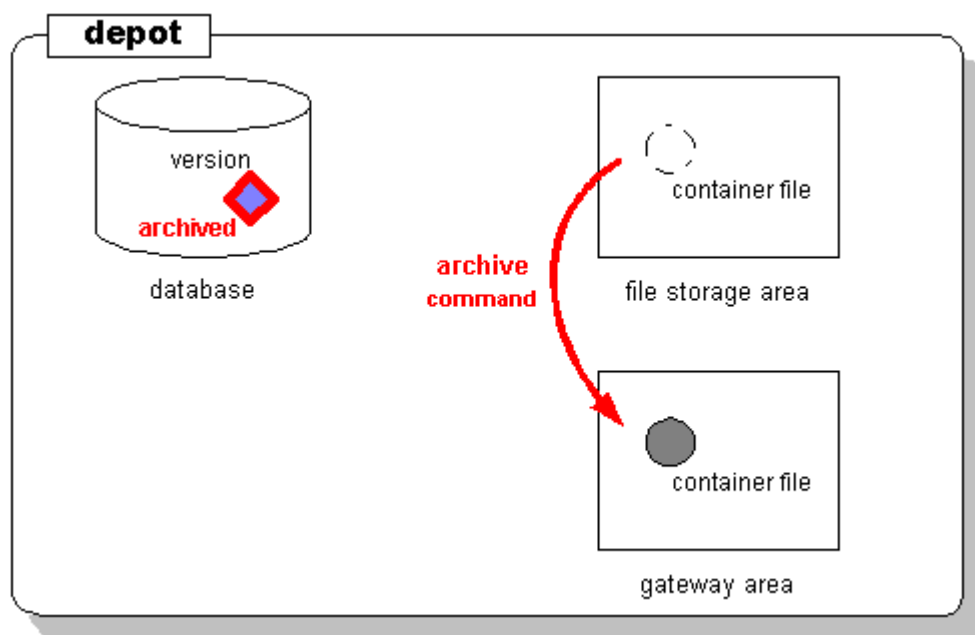 depot
version
archived
database
container file
file storage area
archive
command
container file
gateway area